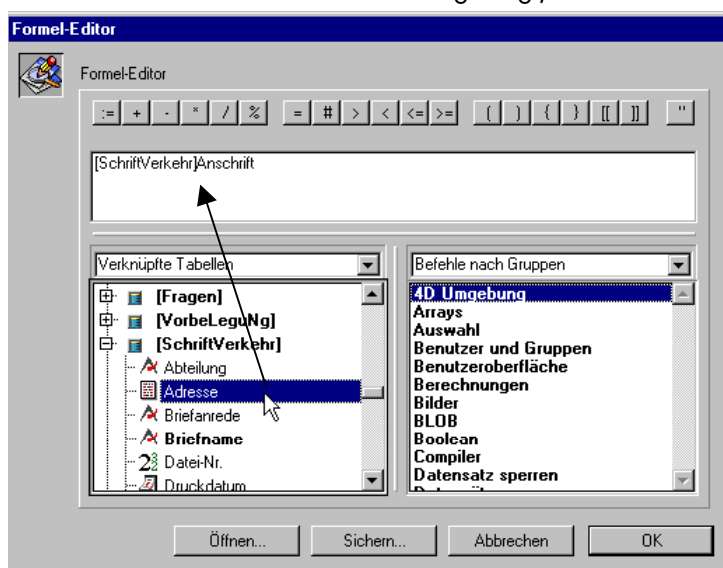 Formel-Editor
Formel-Editor
:= + - * / % = # > < <= >= ( ) { } [[ ]] "
[SchriftVerkehr]Anschrift
Verknüpfte Tabellen
[Fragen]
[VorbeLeguNg]
[SchriftVerkehr]
Abteilung
Adresse
Briefanrede
Briefname
Datei-Nr.
Druckdatum
Befehle nach Gruppen
4D Umgebung
Arrays
Auswahl
Benutzer und Gruppen
Benutzeroberfläche
Berechnungen
Bilder
BLOB
Boolean
Compiler
Datensatz sperren
Öffnen...
Sichern...
Abbrechen
OK